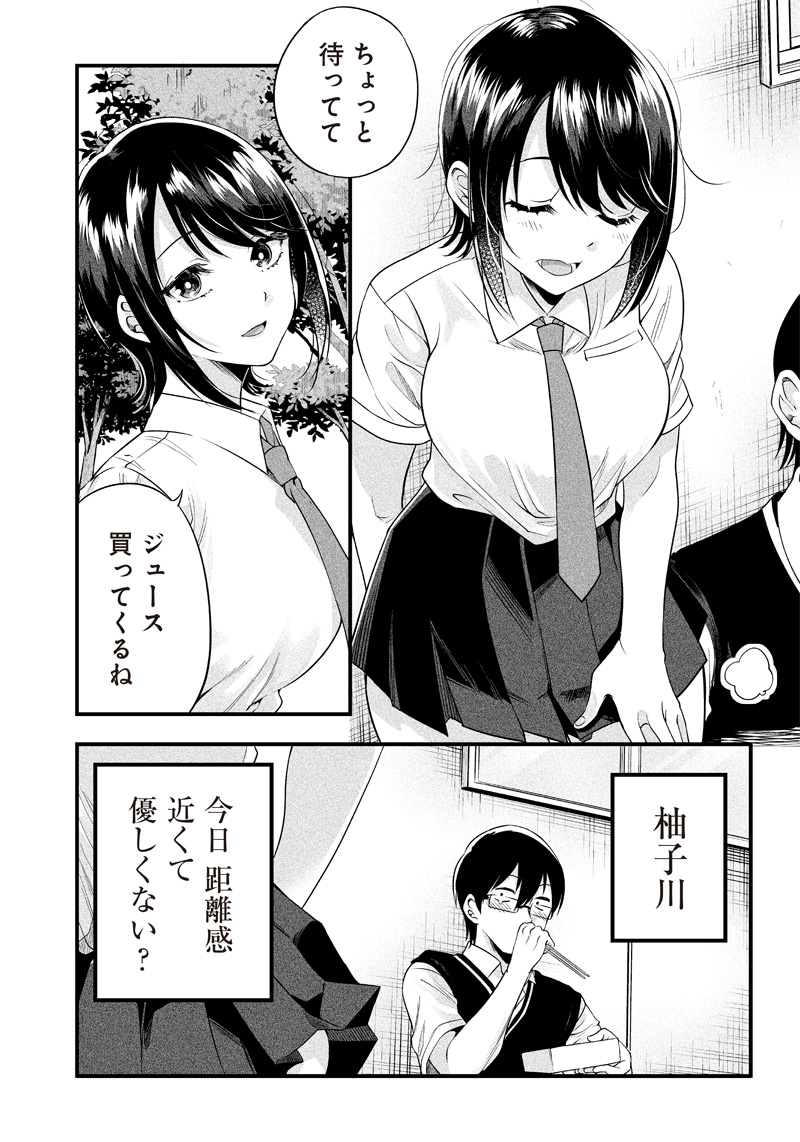 ちょっと
待ってて
ジュース
買ってくるね
柚子川
今日 距離感
近くて
優しくない?